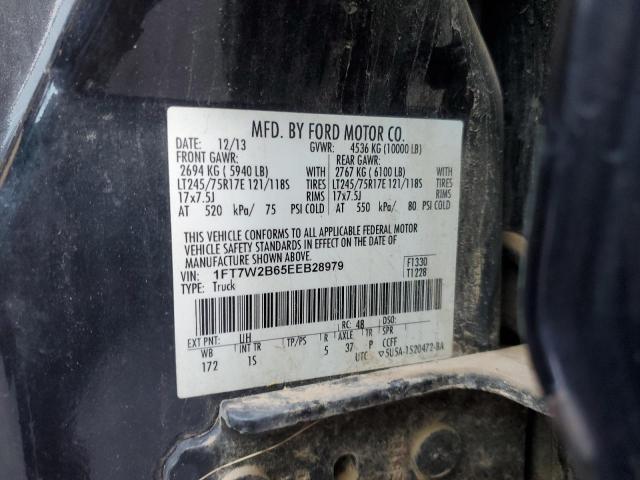 MFD. BY FORD MOTOR CO.
DATE: 12/13 GVWR: 4536 KG (10000 LB)
FRONT GAWR: REAR GAWR:
2694 KG ( 5940 LB) WITH 2767 KG ( 6100 LB) WITH
LT245/75R17E 121/118S TIRES LT245/75R17E 121/118S TIRES
17x7.5J RIMS 17x7.5J RIMS
AT 520 kPa/ 75 PSI COLD AT 550 kPa/ 80 PSI COLD
THIS VEHICLE CONFORMS TO ALL APPLICABLE FEDERAL MOTOR
VEHICLE SAFETY STANDARDS IN EFFECT ON THE DATE OF
MANUFACTURE SHOWN ABOVE.
VIN: 1FT7W2B65EEB28979 F1330
TYPE: Truck T1228
EXT PNT: UH RC: 48 DSO:
WB INT TR TP/PS R AXLE TR SPR
172 1S 5 37 P CCFF
UTC ▽5U5A-1520472-BA